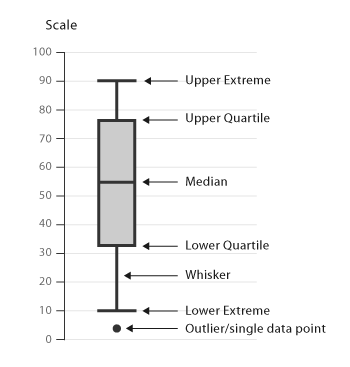 Scale
100
90
Upper Extreme
80
Upper Quartile
70
60
Median
50
40
Lower Quartile
30
Whisker
20
10
Lower Extreme
Outlier/single data point
0